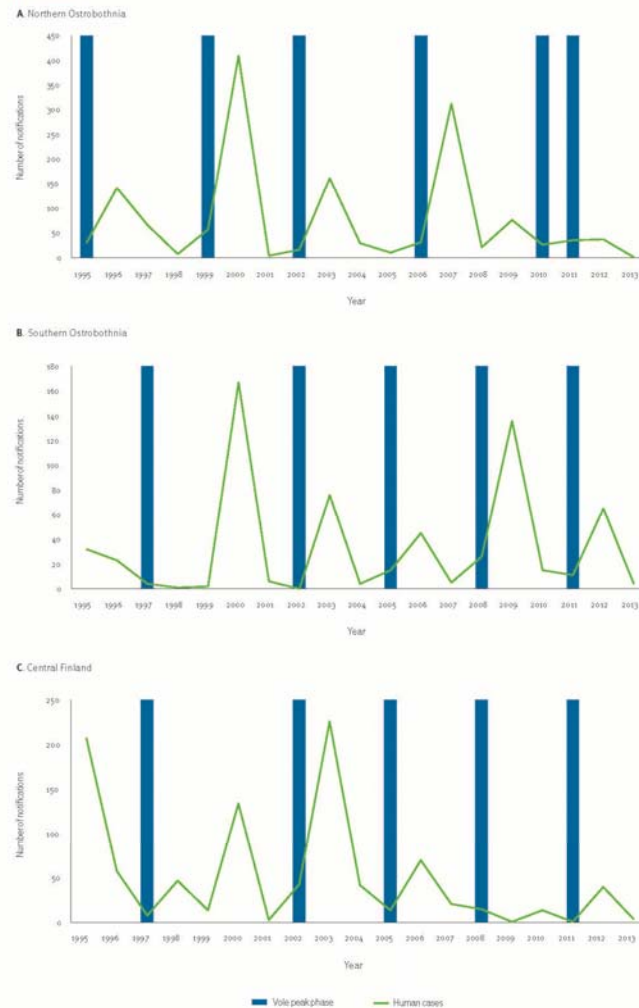 A. Northern Ostrobothnia
Number of notifications
450
400
350
300
250
200
150
100
50
0
1995 1996 1997 1998 1999 2000 2001 2002 2003 2004 2005 2006 2007 2008 2009 2010 2011 2012 2013
Year
B. Southern Ostrobothnia
Number of notifications
180
160
140
120
100
80
60
40
20
0
1995 1996 1997 1998 1999 2000 2001 2002 2003 2004 2005 2006 2007 2008 2009 2010 2011 2012 2013
Year
C. Central Finland
Number of notifications
250
200
150
100
50
0
1995 1996 1997 1998 1999 2000 2001 2002 2003 2004 2005 2006 2007 2008 2009 2010 2011 2012 2013
Year
Vole peak phase Human cases